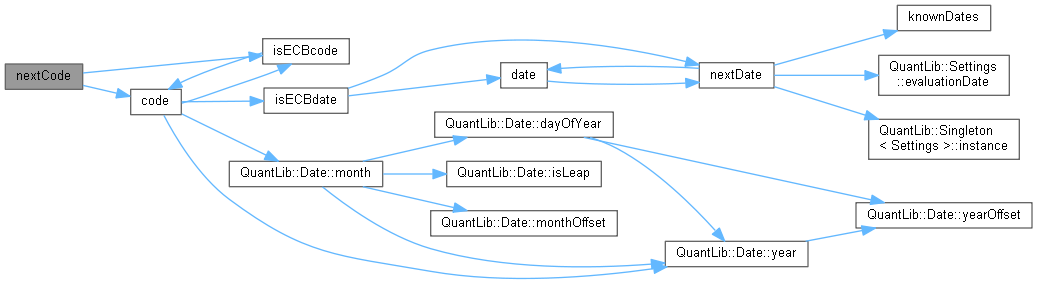 knownDates
isECBcode
nextCode
date
nextDate
QuantLib::Settings
::evaluationDate
code
isECBdate
QuantLib::Date::dayOfYear
QuantLib::Singleton
< Settings >::instance
QuantLib::Date::month
QuantLib::Date::isLeap
QuantLib::Date::monthOffset
QuantLib::Date::yearOffset
QuantLib::Date::year